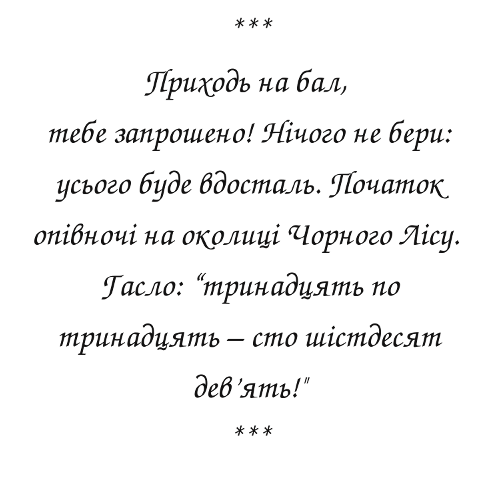 ***
Приходь на бал,
тебе запрошено! Нічого не бери:
усього буде вдосталь. Початок
опівночі на околиці Чорного Лісу.
Гасло: “тринадцять по
тринадцять – сто шістдесят
дев'ять!"
***